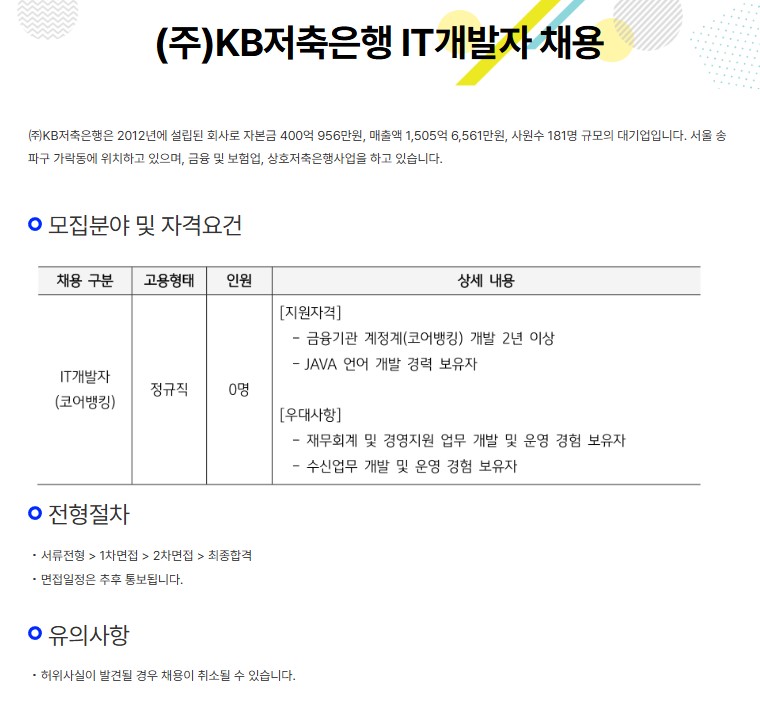 (주)KB저축은행 IT개발자 채용
㈜KB저축은행은 2012년에 설립된 회사로 자본금 400억 956만원, 매출액 1,505억 6,561만원, 사원수 181명 규모의 대기업입니다. 서울 송
파구 가락동에 위치하고 있으며, 금융 및 보험업, 상호저축은행사업을 하고 있습니다.
모집분야 및 자격요건
채용 구분 고용형태 인원 상세 내용
IT개발자
(코어뱅킹)
정규직
0명
[지원자격]
- 금융기관 계정계(코어뱅킹) 개발 2년 이상
- JAVA 언어 개발 경력 보유자
[우대사항]
- 재무회계 및 경영지원 업무 개발 및 운영 경험 보유자
- 수신업무 개발 및 운영 경험 보유자
전형절차
· 서류전형 > 1차면접 > 2차면접 > 최종합격
· 면접일정은 추후 통보됩니다.
유의사항
· 허위사실이 발견될 경우 채용이 취소될 수 있습니다.